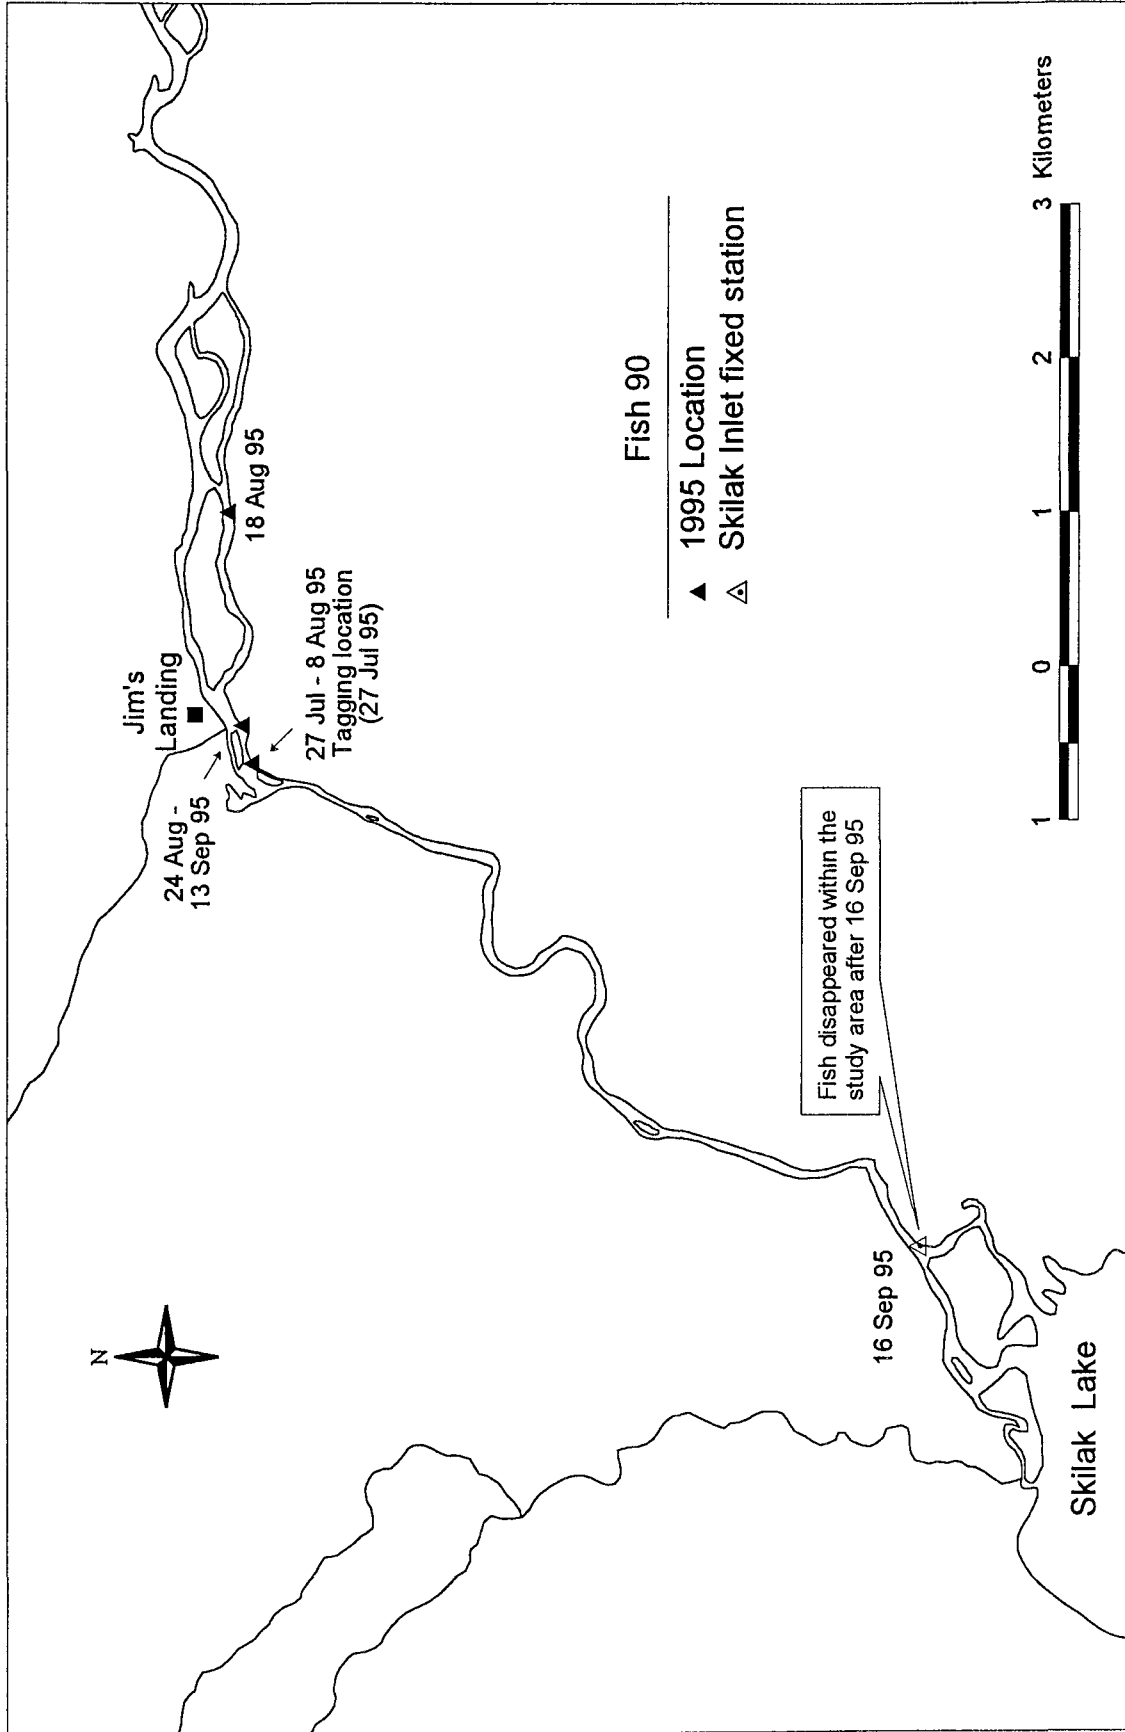 N
Jim's
Landing
24 Aug -
13 Sep 95
27 Jul - 8 Aug 95
Tagging location
(27 Jul 95)
18 Aug 95
16 Sep 95
Fish disappeared within the
study area after 16 Sep 95
Skilak Lake
Fish 90
1995 Location
Skilak Inlet fixed station
1 0 1 2 3 Kilometers